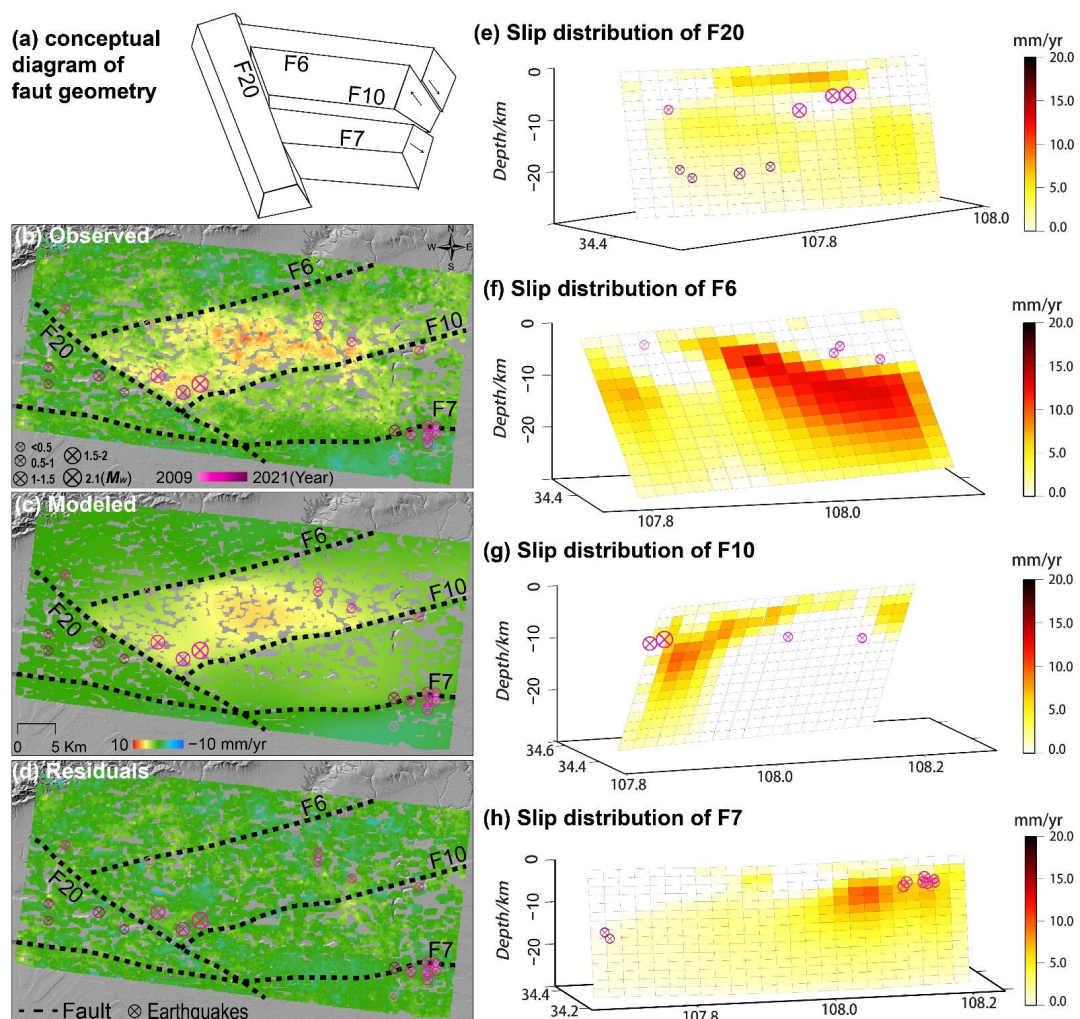 (a) conceptual
diagram of
faut geometry
F20
F6
F10
F7
(b) Observed
N
W E
S
F6
F20
F10
F7
<0.5
0.5-1
1-1.5
1.5-2
2.1(Mw)
2009 2021(Year)
(c) Modeled
F6
F20
F10
F7
0 5 Km
10 −10 mm/yr
(d) Residuals
F6
F20
F10
F7
Fault Earthquakes
(e) Slip distribution of F20
mm/yr
20.0
15.0
10.0
5.0
0.0
Depth/km
0
−10
−20
34.4
107.8
108.0
(f) Slip distribution of F6
mm/yr
20.0
15.0
10.0
5.0
0.0
Depth/km
0
−10
−20
34.4
107.8
108.0
(g) Slip distribution of F10
mm/yr
20.0
15.0
10.0
5.0
0.0
Depth/km
0
−10
−20
34.6
34.4
107.8
108.0
108.2
(h) Slip distribution of F7
mm/yr
20.0
15.0
10.0
5.0
0.0
Depth/km
0
−10
−20
34.4
34.2
107.8
108.0
108.2